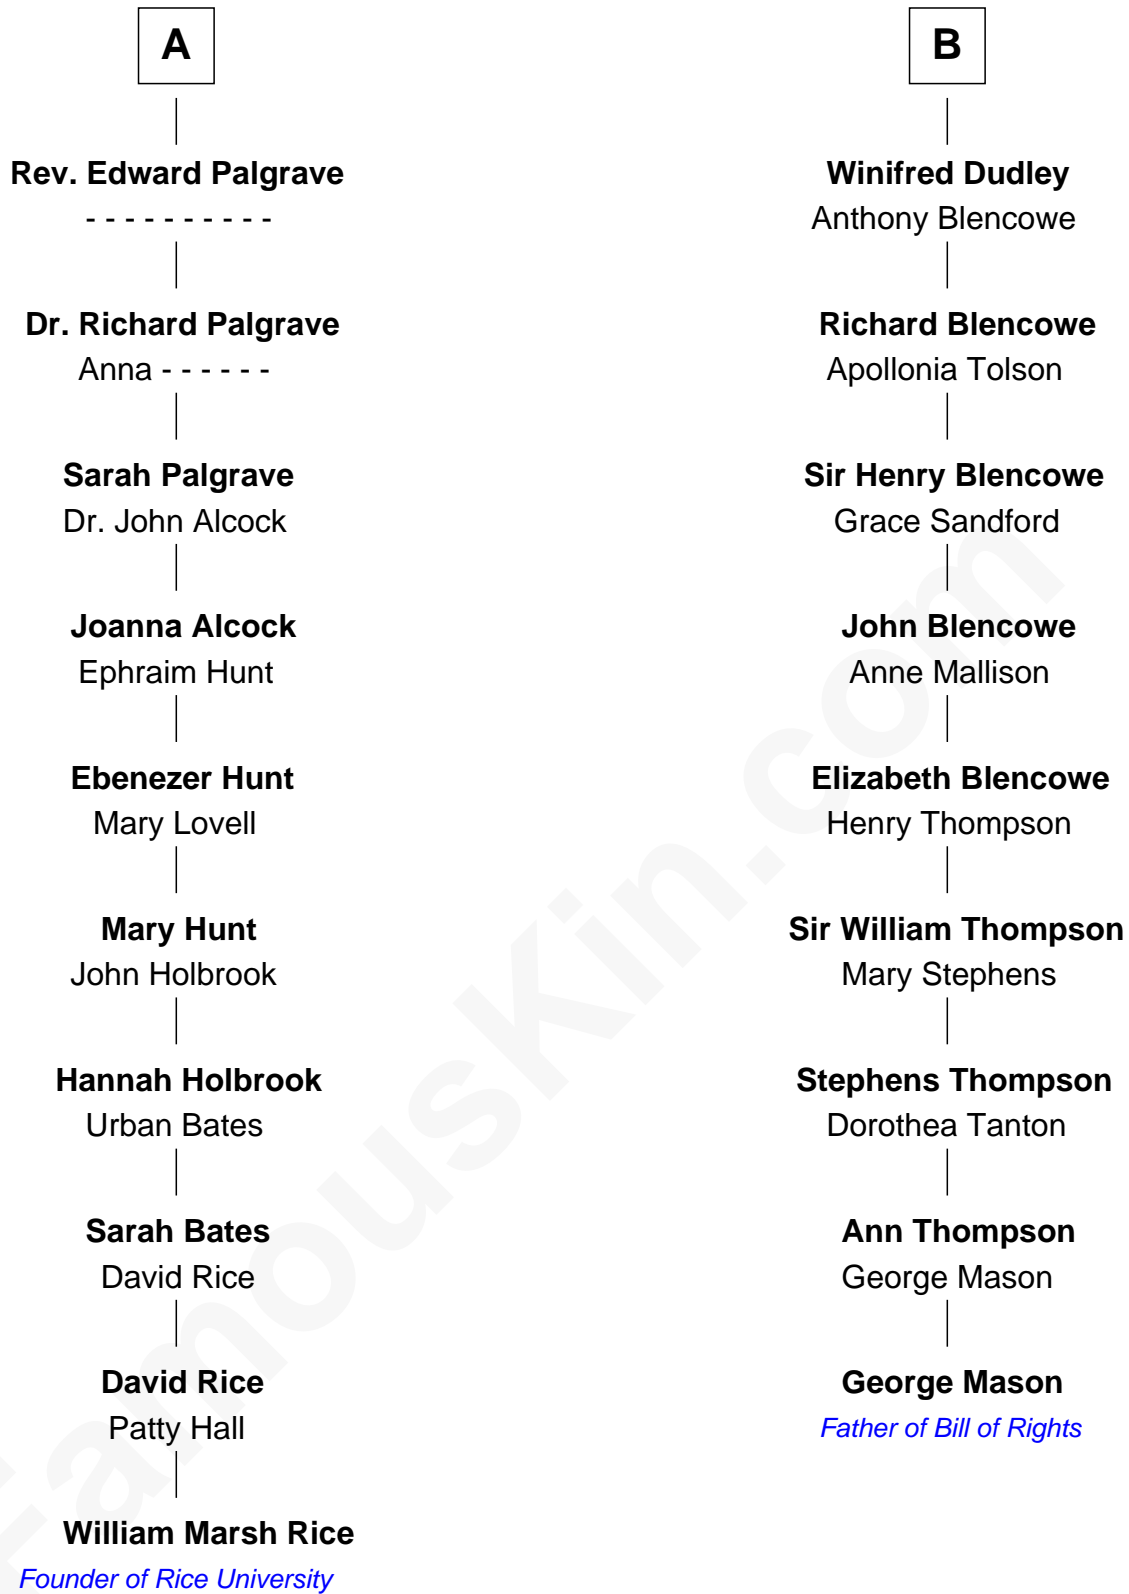 A
Rev. Edward Palgrave
- - - - - - - - - -
Dr. Richard Palgrave
Anna - - - - - -
Sarah Palgrave
Dr. John Alcock
Joanna Alcock
Ephraim Hunt
Ebenezer Hunt
Mary Lovell
Mary Hunt
John Holbrook
Hannah Holbrook
Urban Bates
Sarah Bates
David Rice
David Rice
Patty Hall
William Marsh Rice
Founder of Rice University
B
Winifred Dudley
Anthony Blencowe
Richard Blencowe
Apollonia Tolson
Sir Henry Blencowe
Grace Sandford
John Blencowe
Anne Mallison
Elizabeth Blencowe
Henry Thompson
Sir William Thompson
Mary Stephens
Stephens Thompson
Dorothea Tanton
Ann Thompson
George Mason
George Mason
Father of Bill of Rights
FamousKin.com